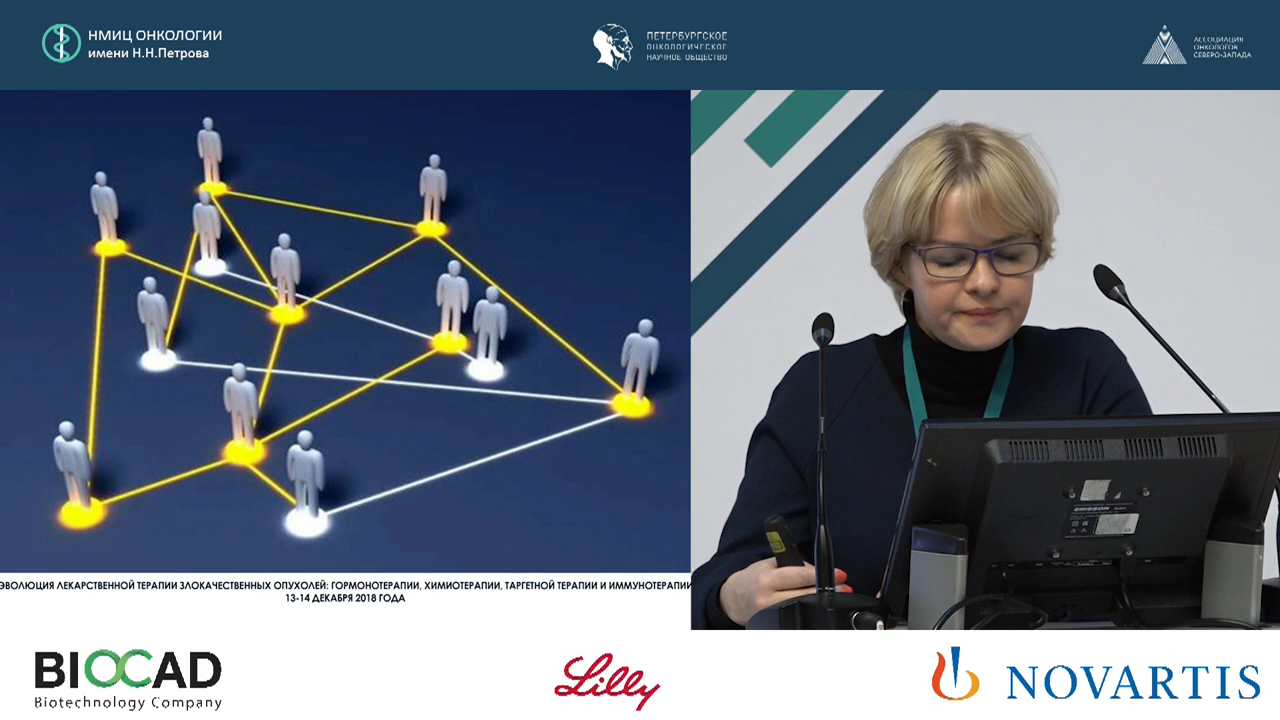 НМИЦ ОНКОЛОГИИ
имени Н.Н.Петрова
ПЕТЕРБУРГСКОЕ
ОНКОЛОГИЧЕСКОЕ
НАУЧНОЕ ОБЩЕСТВО
АССОЦИАЦИЯ
ОНКОЛОГОВ
СЕВЕРО-ЗАПАДА
ЭВОЛЮЦИЯ ЛЕКАРСТВЕННОЙ ТЕРАПИИ ЗЛОКАЧЕСТВЕННЫХ ОПУХОЛЕЙ: ГОРМОНОТЕРАПИИ, ХИМИОТЕРАПИИ, ТАРГЕТНОЙ ТЕРАПИИ И ИММУНОТЕРАПИИ
13-14 ДЕКАБРЯ 2018 ГОДА
ERISSON
BIOCAD
Biotechnology Company
Lilly
NOVARTIS